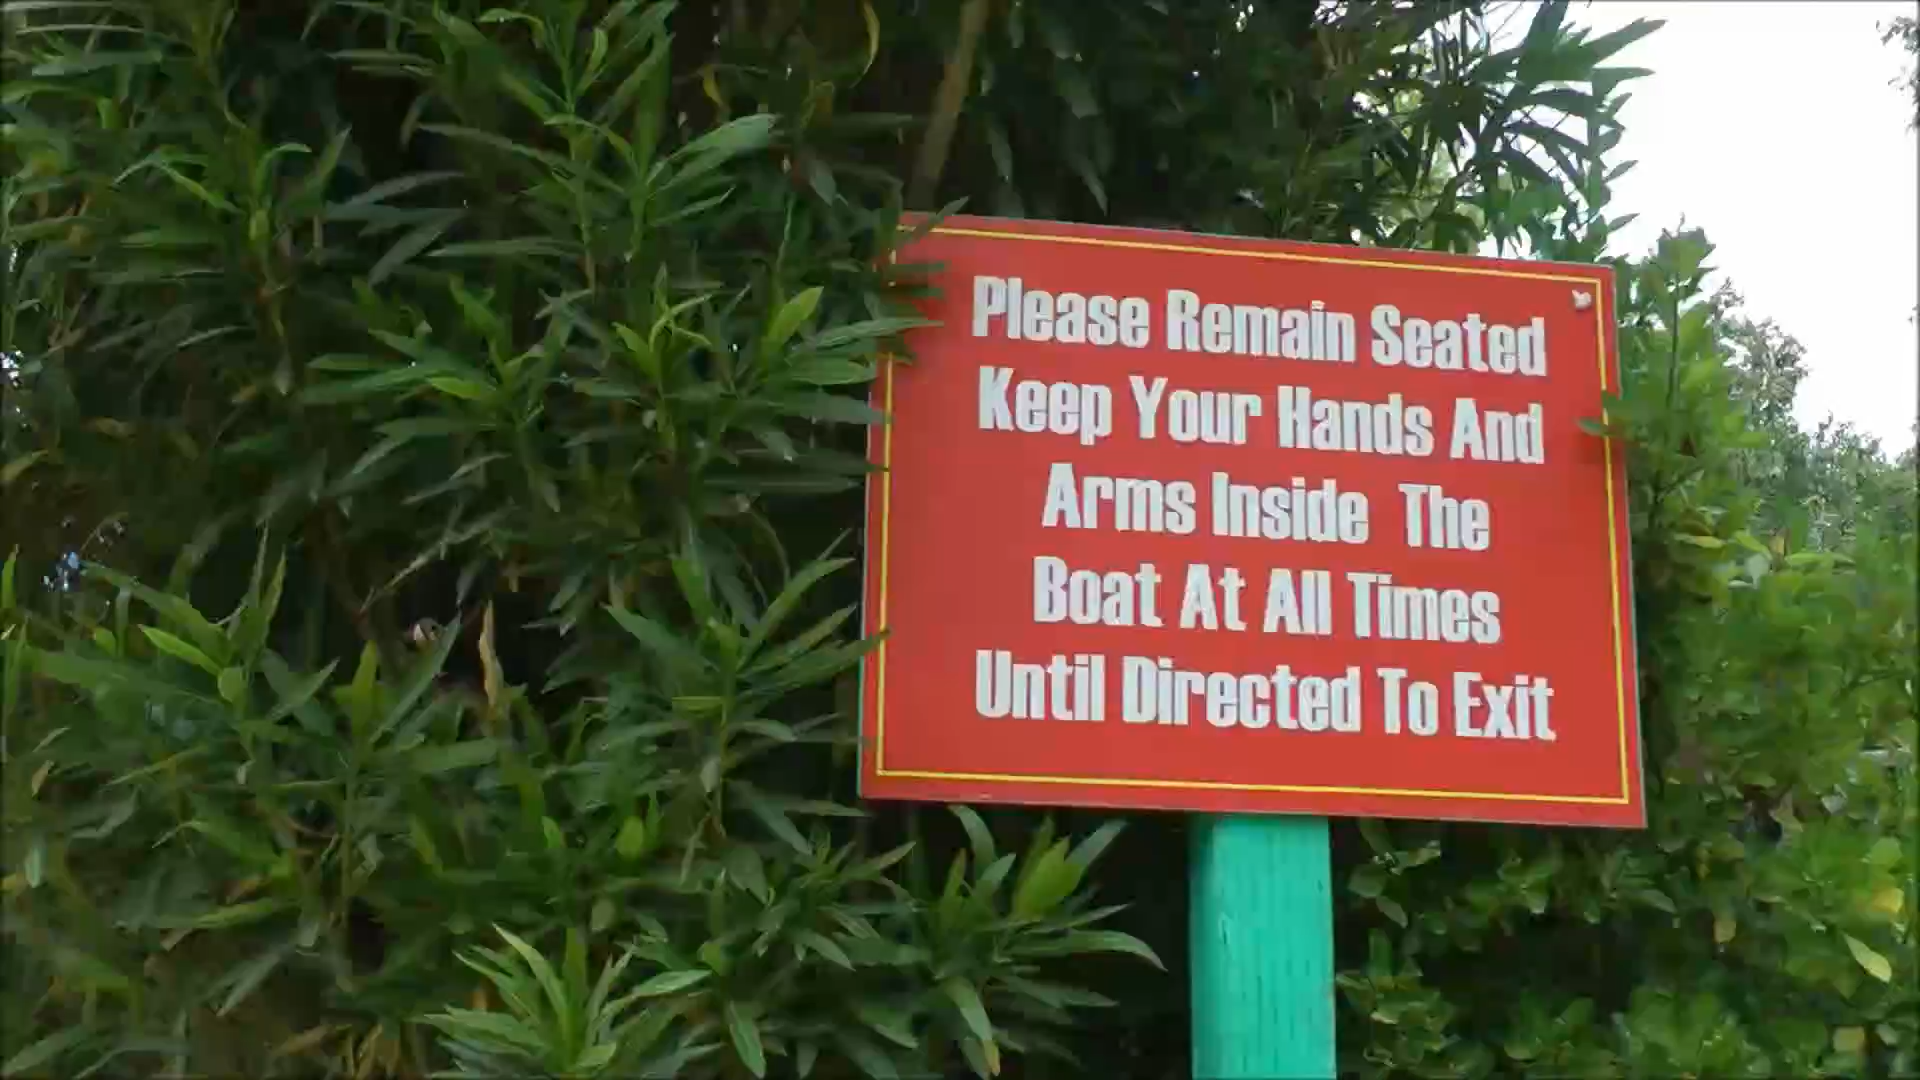 Please Remain Seated
Keep Your Hands And
Arms Inside The
Boat At All Times
Until Directed To Exit